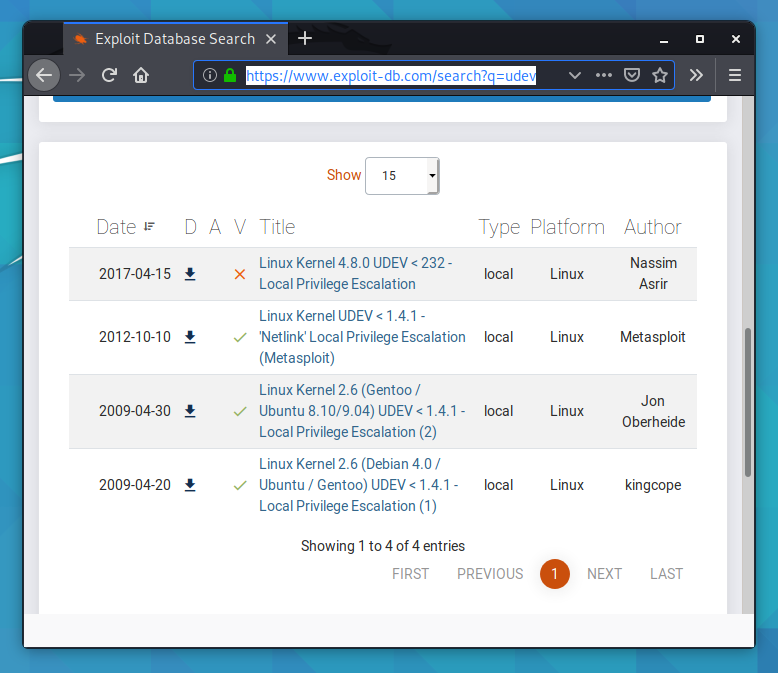 Exploit Database Search
https://www.exploit-db.com/search?q=udev
Show 15
Date D A V Title Type Platform Author
2017-04-15 Linux Kernel 4.8.0 UDEV < 232 - Local Privilege Escalation local Linux Nassim Asrir
2012-10-10 Linux Kernel UDEV < 1.4.1 - 'Netlink' Local Privilege Escalation (Metasploit) local Linux Metasploit
2009-04-30 Linux Kernel 2.6 (Gentoo / Ubuntu 8.10/9.04) UDEV < 1.4.1 - Local Privilege Escalation (2) local Linux Jon Oberheide
2009-04-20 Linux Kernel 2.6 (Debian 4.0 / Ubuntu / Gentoo) UDEV < 1.4.1 - Local Privilege Escalation (1) local Linux kingcope
Showing 1 to 4 of 4 entries
FIRST PREVIOUS 1 NEXT LAST